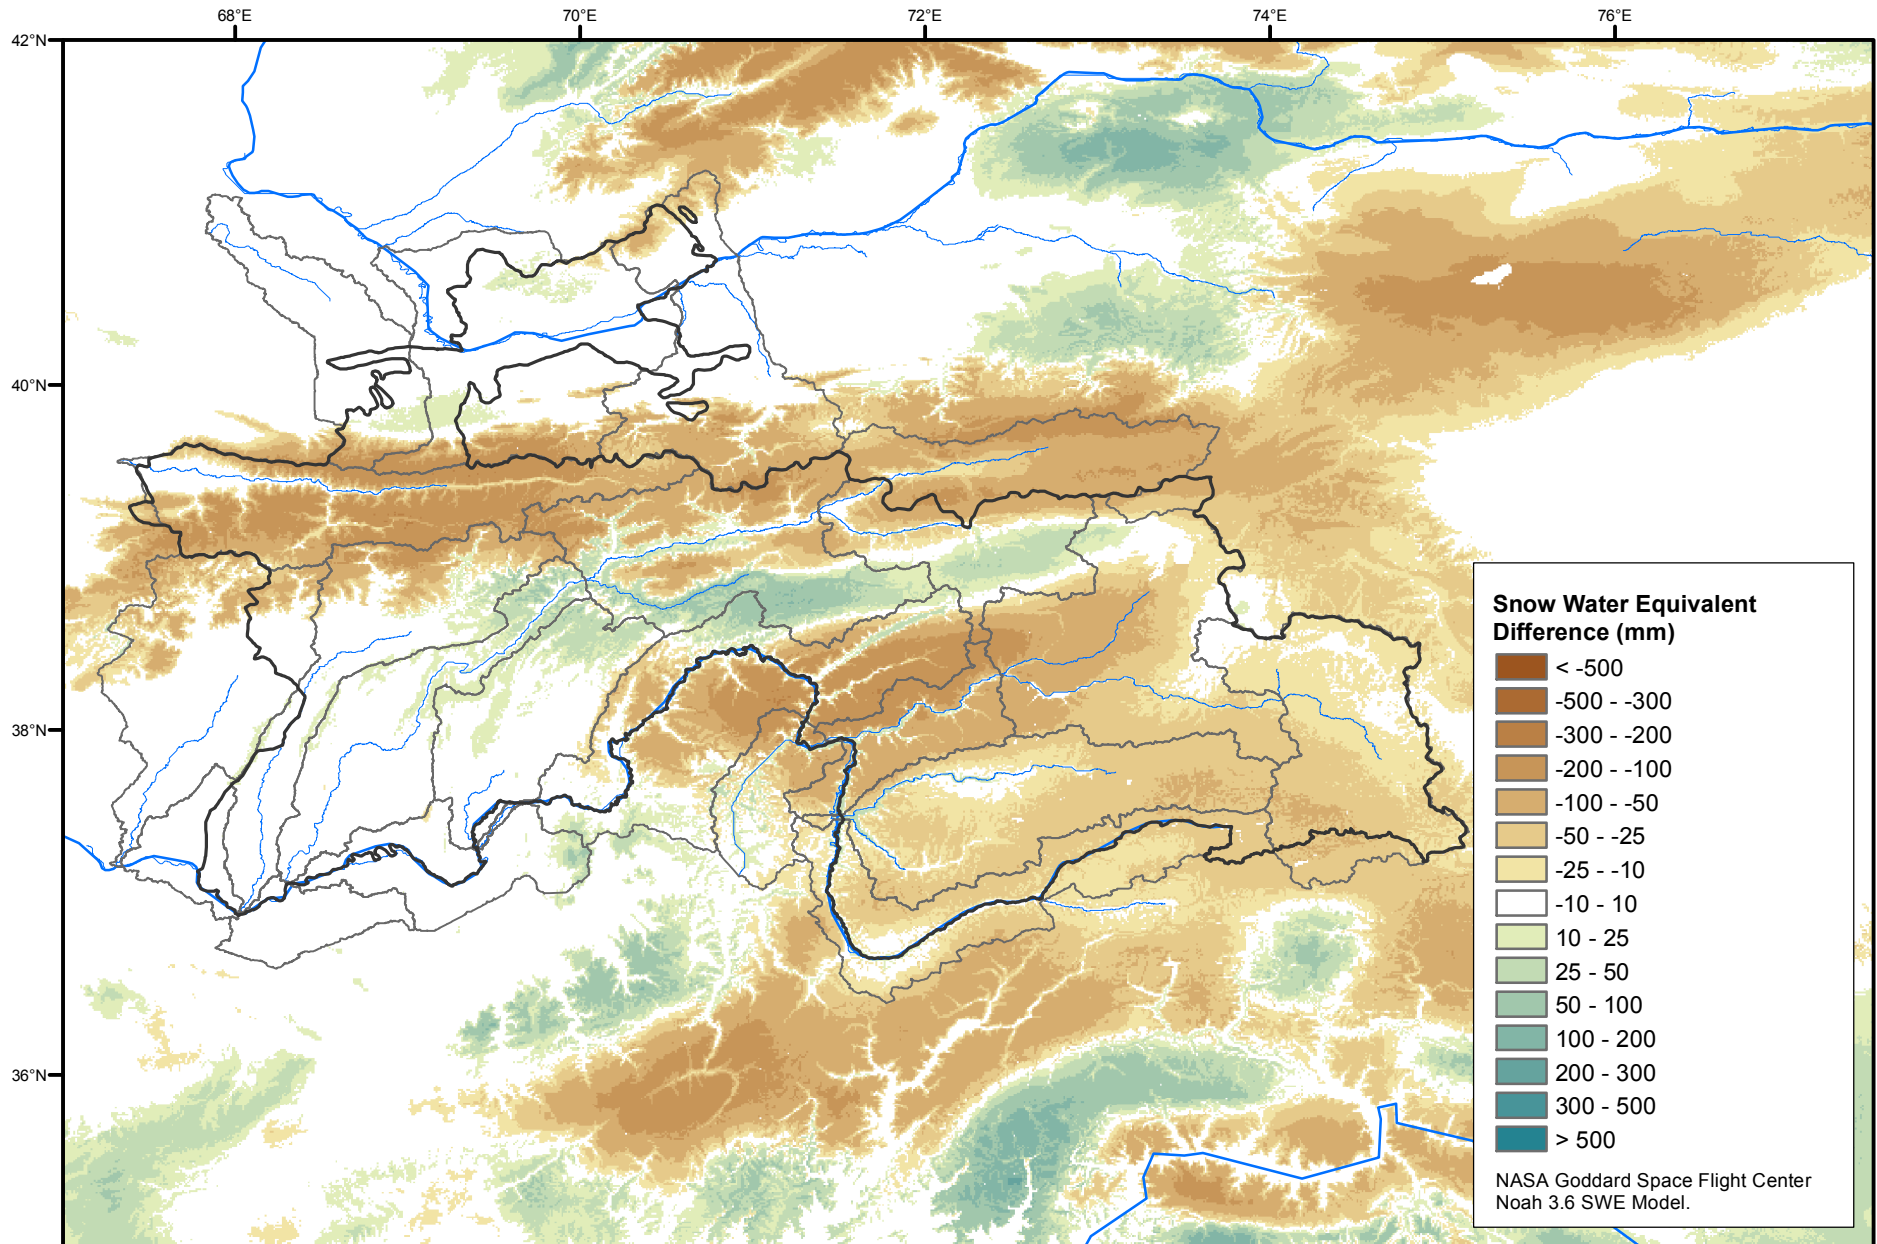 68°E 70°E 72°E 74°E 76°E
42°N
40°N
38°N
36°N
Snow Water Equivalent
Difference (mm)
< -500
-500 - -300
-300 - -200
-200 - -100
-100 - -50
-50 - -25
-25 - -10
-10 - 10
10 - 25
25 - 50
50 - 100
100 - 200
200 - 300
300 - 500
> 500
NASA Goddard Space Flight Center
Noah 3.6 SWE Model.